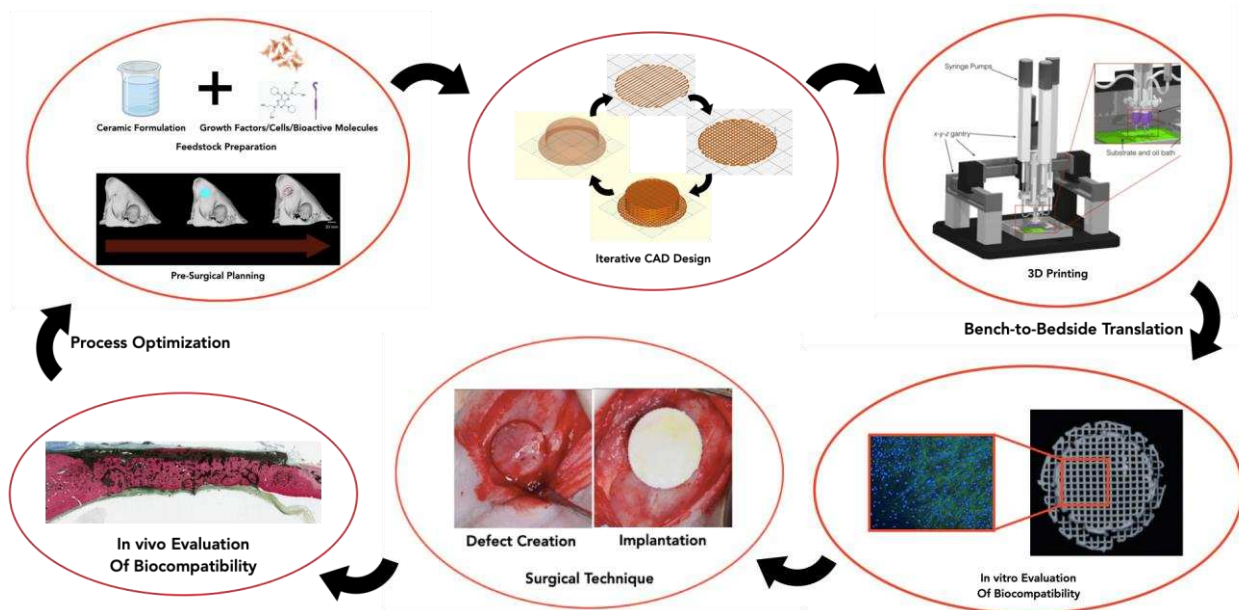 Ceramic Formulation
Growth Factors/Cells/Bioactive Molecules
Feedstock Preparation
Pre-Surgical Planning
Iterative CAD Design
Syringe Pumps
x-y-z gantry
Substrate and oil bath
3D Printing
Process Optimization
Bench-to-Bedside Translation
In vivo Evaluation
Of Biocompatibility
Defect Creation
Implantation
Surgical Technique
In vitro Evaluation
Of Biocompatibility